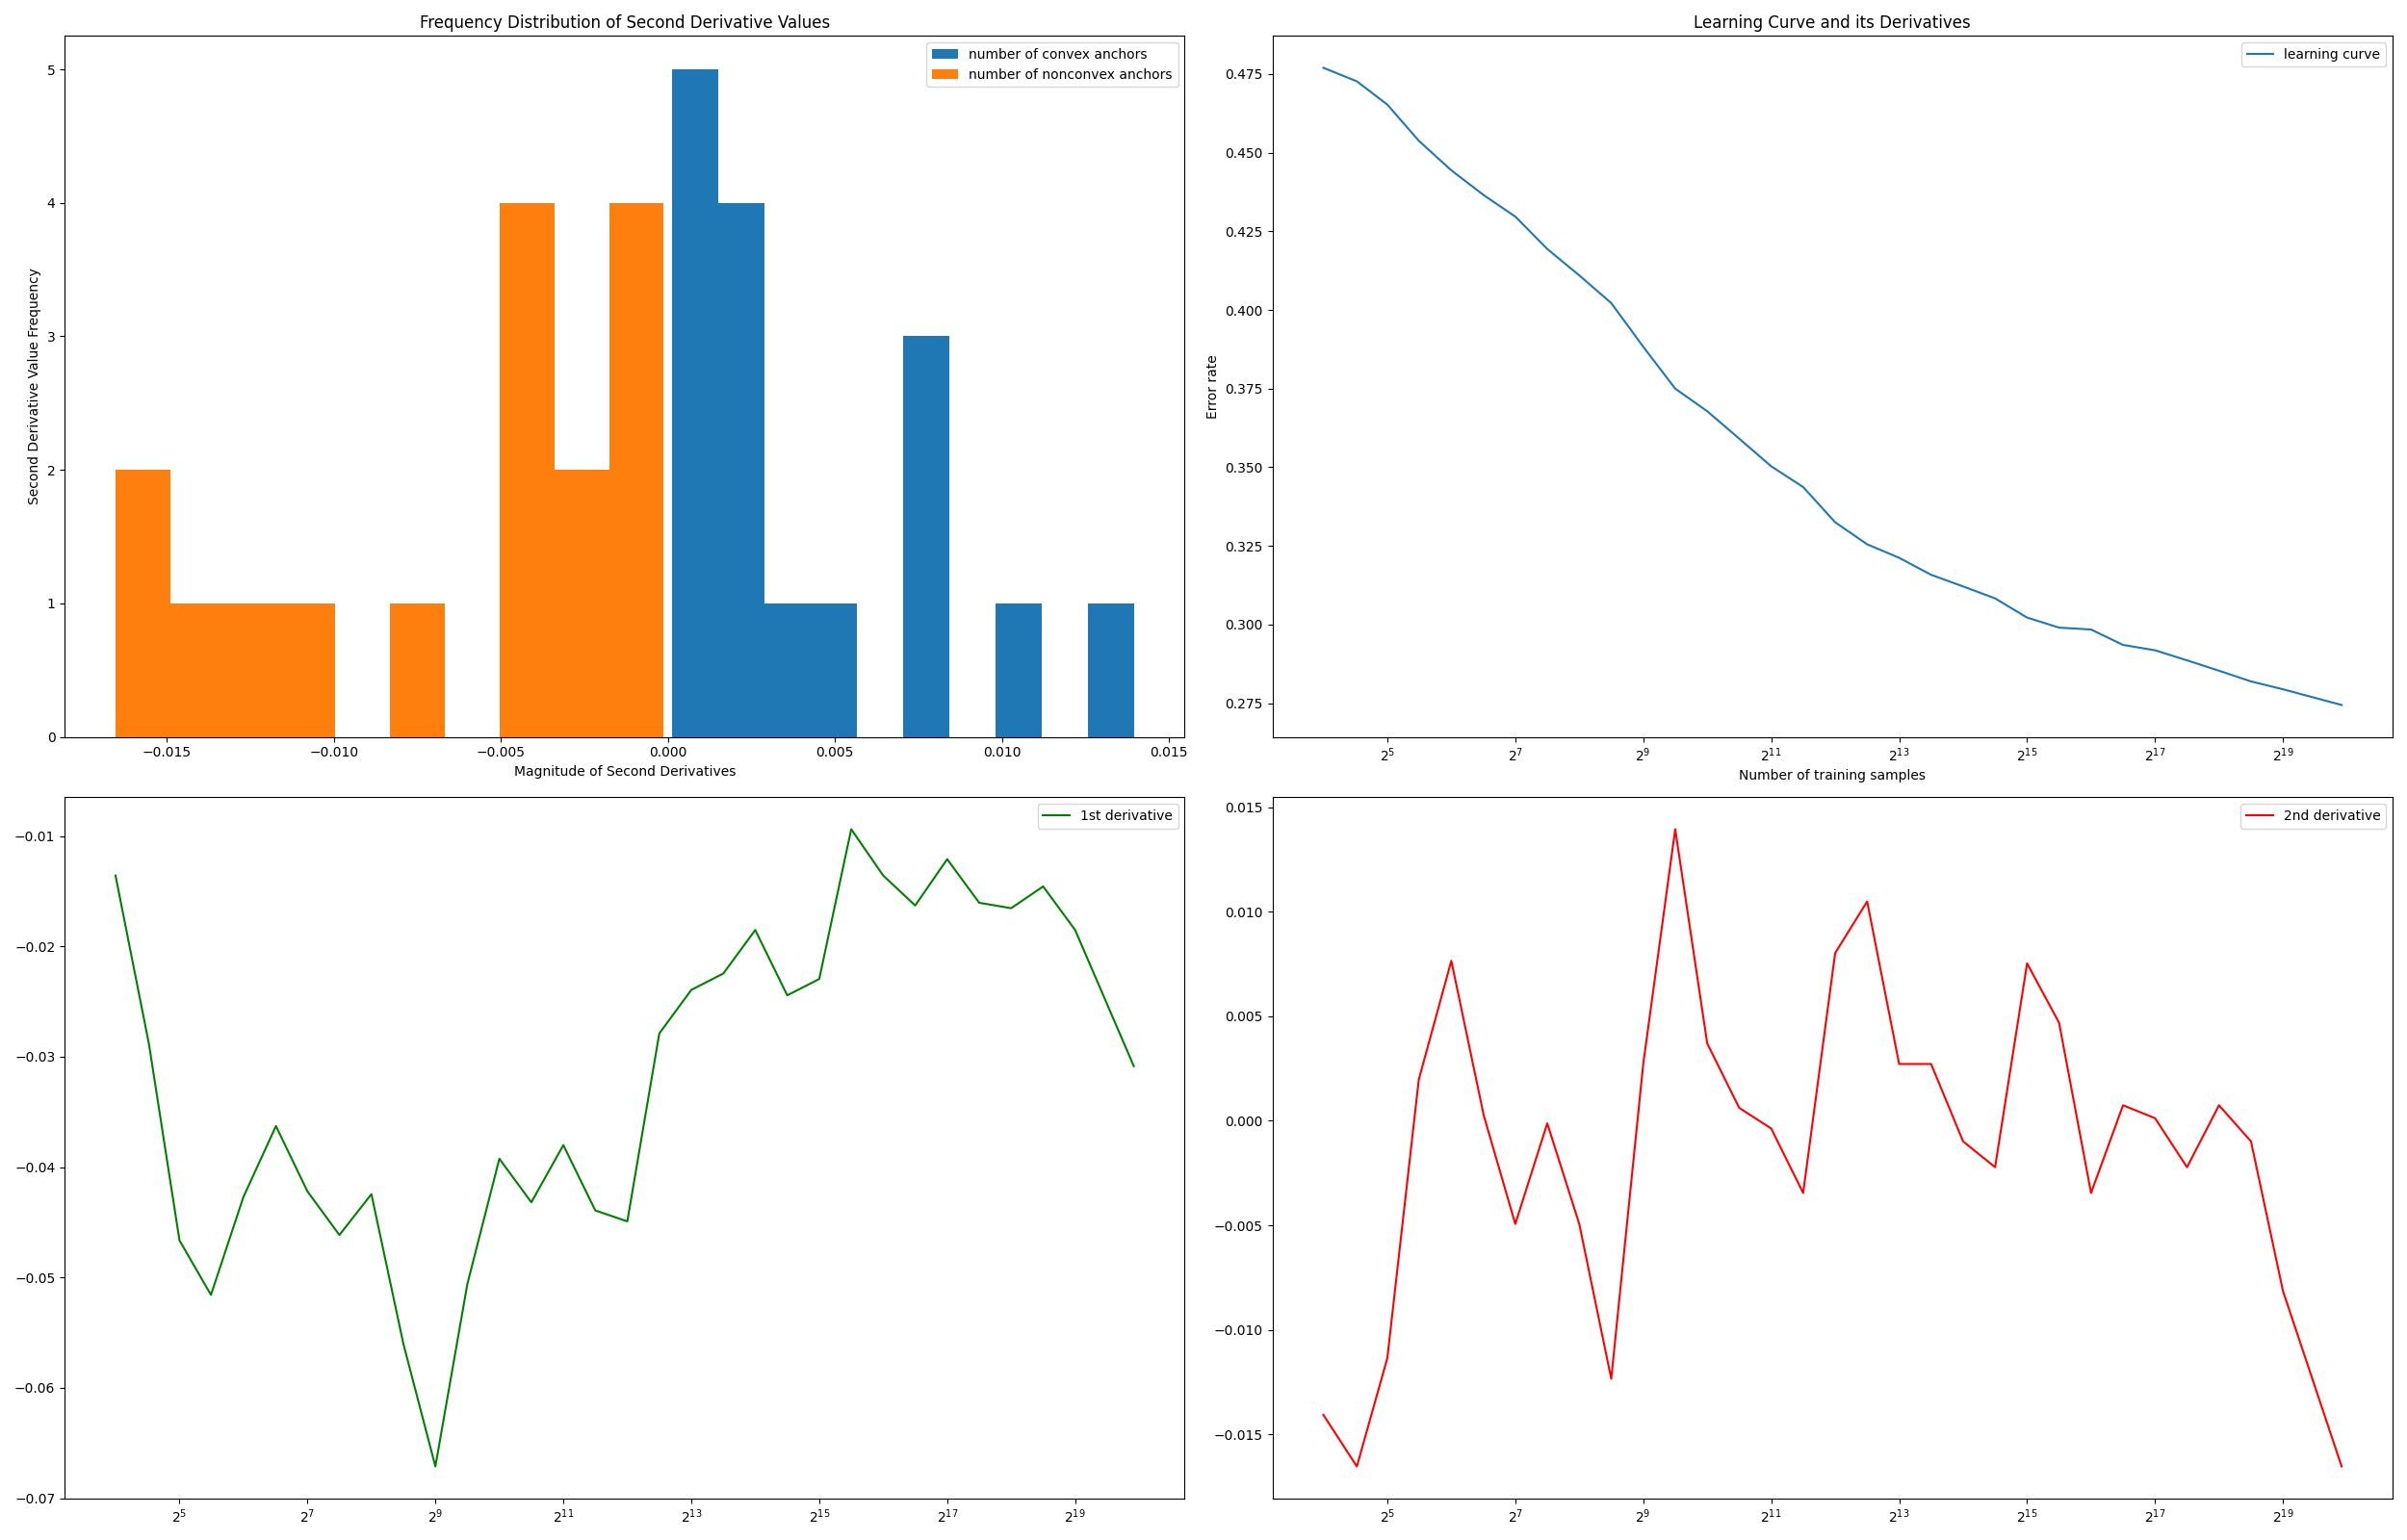 Frequency Distribution of Second Derivative Values
number of convex anchors
number of nonconvex anchors
Second Derivative Value Frequency
5
4
3
2
1
0
−0.015 −0.010 −0.005 0.000 0.005 0.010 0.015
Magnitude of Second Derivatives
Learning Curve and its Derivatives
learning curve
Error rate
0.475
0.450
0.425
0.400
0.375
0.350
0.325
0.300
0.275
2^5 2^7 2^9 2^11 2^13 2^15 2^17 2^19
Number of training samples
1st derivative
−0.01
−0.02
−0.03
−0.04
−0.05
−0.06
−0.07
2^5 2^7 2^9 2^11 2^13 2^15 2^17 2^19
2nd derivative
0.015
0.010
0.005
0.000
−0.005
−0.010
−0.015
2^5 2^7 2^9 2^11 2^13 2^15 2^17 2^19